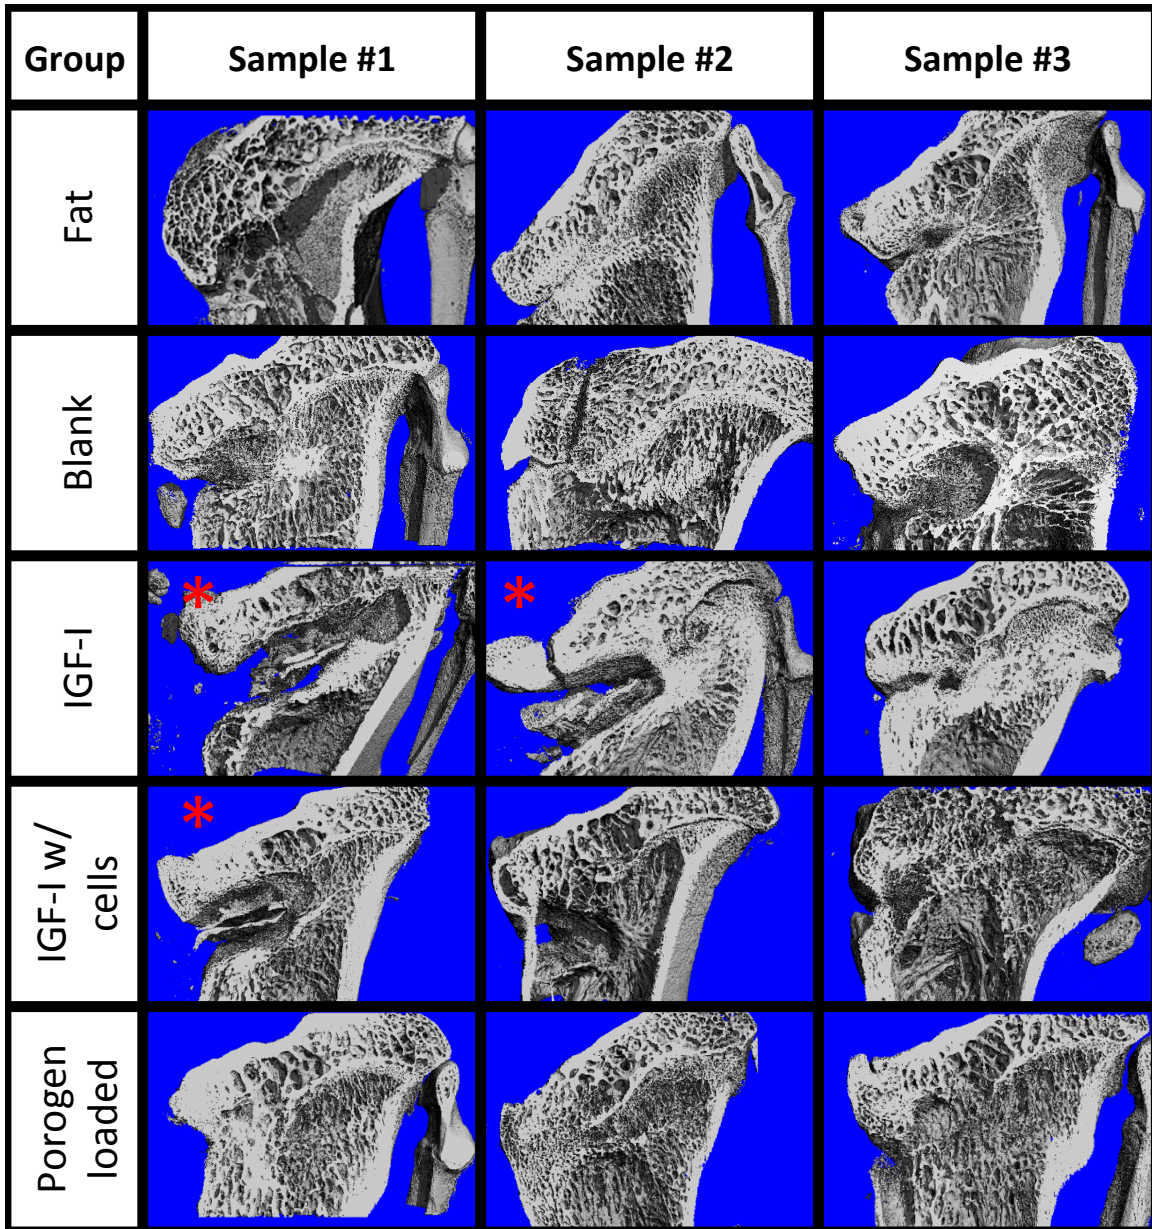 Group
Sample #1
Sample #2
Sample #3
Fat
Blank
IGF-I
*
*
IGF-I w/
cells
*
Porogen
loaded